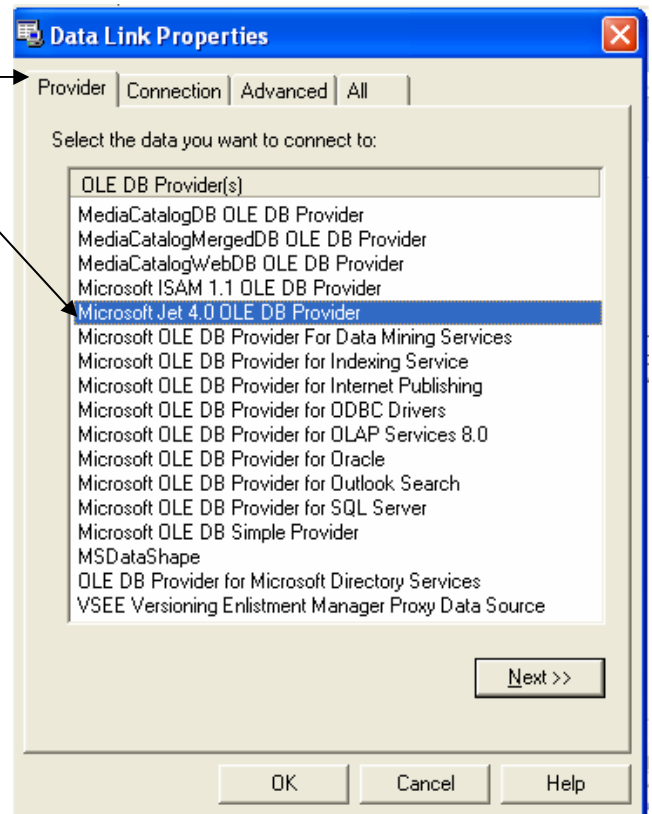 Data Link Properties
Provider Connection Advanced All
Select the data you want to connect to:
OLE DB Provider(s)
MediaCatalogDB OLE DB Provider
MediaCatalogMergedDB OLE DB Provider
MediaCatalogWebDB OLE DB Provider
Microsoft ISAM 1.1 OLE DB Provider
Microsoft Jet 4.0 OLE DB Provider
Microsoft OLE DB Provider For Data Mining Services
Microsoft OLE DB Provider for Indexing Service
Microsoft OLE DB Provider for Internet Publishing
Microsoft OLE DB Provider for ODBC Drivers
Microsoft OLE DB Provider for OLAP Services 8.0
Microsoft OLE DB Provider for Oracle
Microsoft OLE DB Provider for Outlook Search
Microsoft OLE DB Provider for SQL Server
Microsoft OLE DB Simple Provider
MSDataShape
OLE DB Provider for Microsoft Directory Services
VSEE Versioning Enlistment Manager Proxy Data Source
Next >>
OK Cancel Help